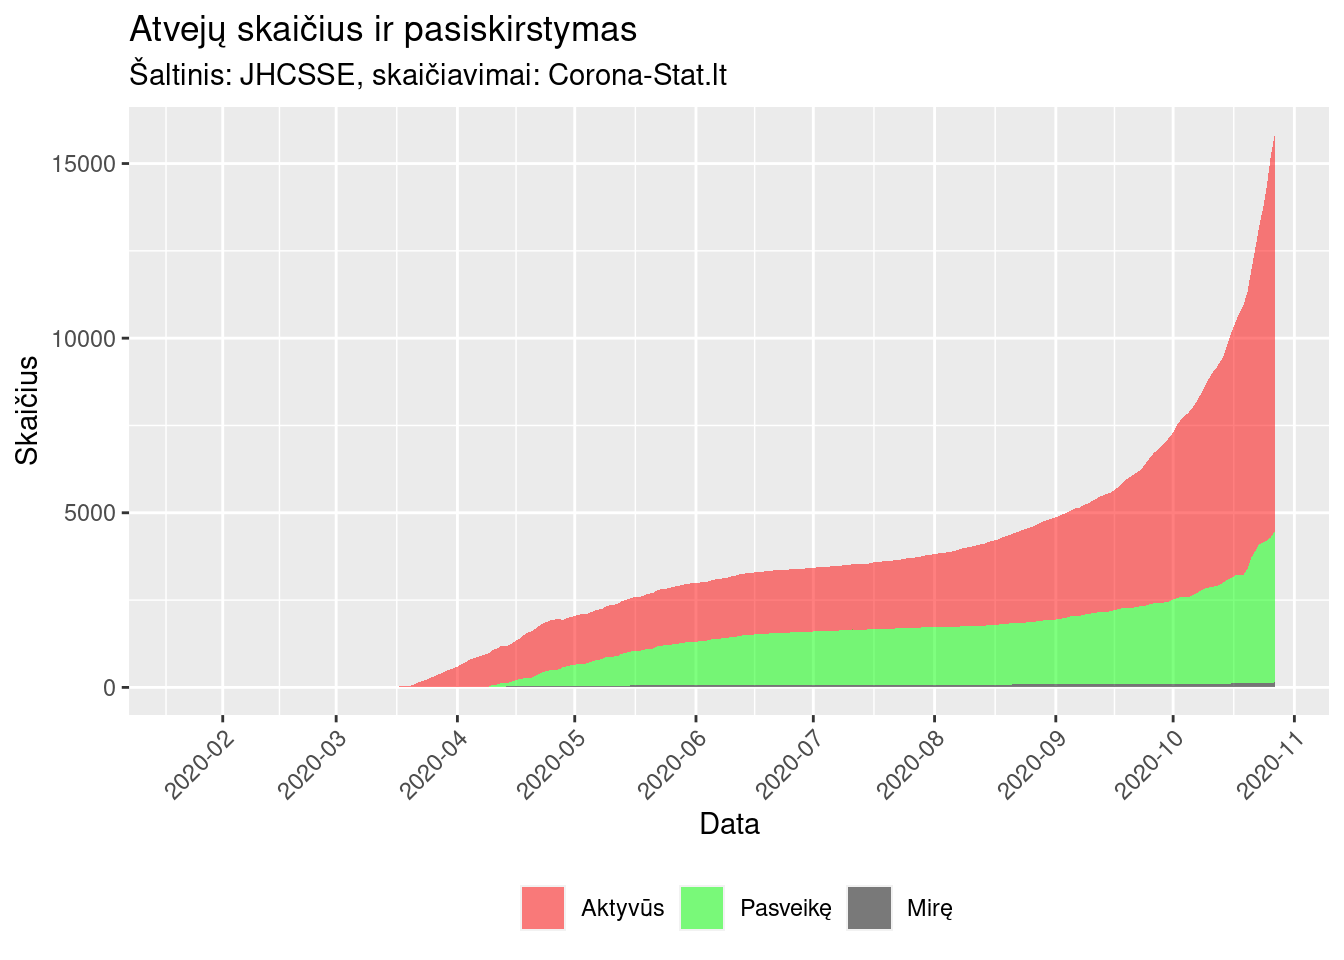 Atvejų skaičius ir pasiskirstymas
Šaltinis: JHCSSE, skaičiavimai: Corona-Stat.lt
Skaičius
15000
10000
5000
0
2020-02
2020-03
2020-04
2020-05
2020-06
2020-07
2020-08
2020-09
2020-10
2020-11
Data
Aktyvūs
Pasveikę
Mirę